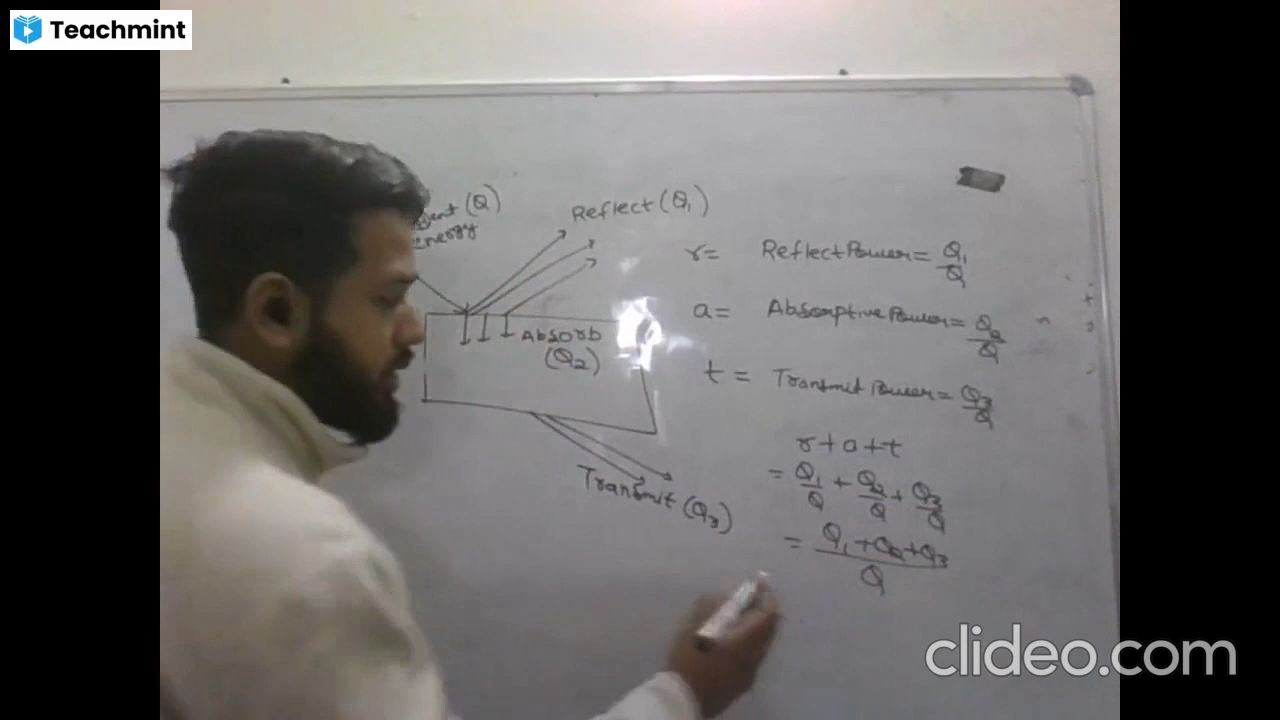 Teachmint
(Q)
energy
Reflect (Q₁)
Absorb
(Q₂)
Transmit (Q₃)
r = Reflect Power = Q₁/Q
a = Absorptive Power = Q₂/Q
t = Transmit Power = Q₃/Q
r + a + t
= Q₁/Q + Q₂/Q + Q₃/Q
= Q₁ + Q₂ + Q₃/Q
clideo.com